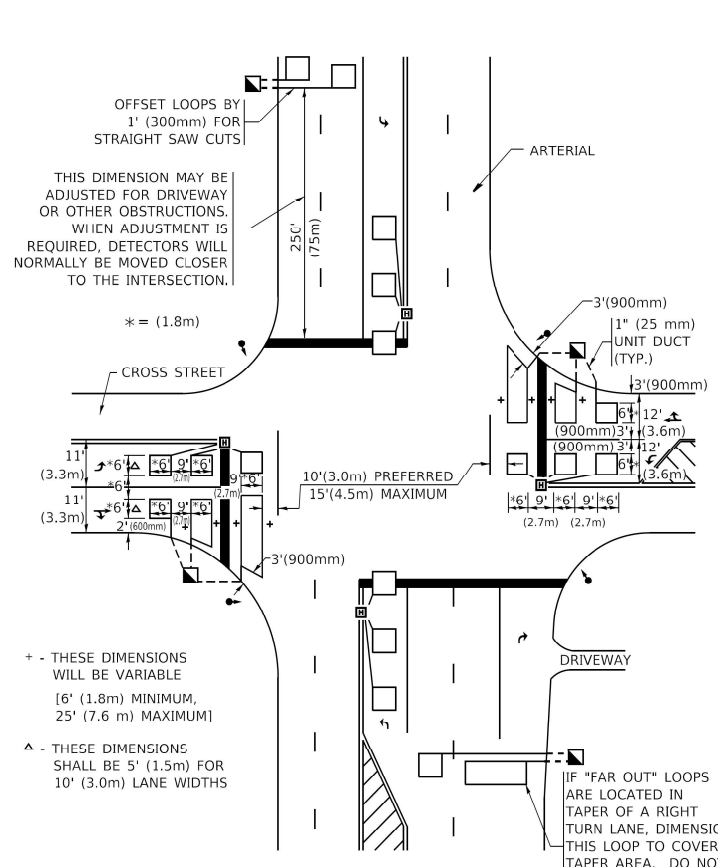 OFFSET LOOPS BY
1' (300mm) FOR
STRAIGHT SAW CUTS
ARTERIAL
THIS DIMENSION MAY BE
ADJUSTED FOR DRIVEWAY
OR OTHER OBSTRUCTIONS.
WHEN ADJUSTMENT IS
REQUIRED, DETECTORS WILL
NORMALLY BE MOVED CLOSER
TO THE INTERSECTION.
250'
(75m)
* = (1.8m)
H
3'(900mm)
1" (25 mm)
UNIT DUCT
(TYP.)
CROSS STREET
3'(900mm)
+ + + +
6'* 12'
(900mm) 3' (3.6m)
(900mm) 3' 12'
6'* (3.6m)
H
*6' 9' *6' 9' *6'
(2.7m) (2.7m)
H
11'
(3.3m)
*6' Δ *6' 9' *6' 9' *6'
(2.7m) (2.7m)
*6'
11'
(3.3m)
*6' Δ *6' 9' *6'
(2.7m)
2' (600mm) + + +
10'(3.0m) PREFERRED
15'(4.5m) MAXIMUM
3'(900mm)
H
DRIVEWAY
+ - THESE DIMENSIONS
WILL BE VARIABLE
[6' (1.8m) MINIMUM,
25' (7.6 m) MAXIMUM]
Δ - THESE DIMENSIONS
SHALL BE 5' (1.5m) FOR
10' (3.0m) LANE WIDTHS
IF "FAR OUT" LOOPS
ARE LOCATED IN
TAPER OF A RIGHT
TURN LANE, DIMENSIO
THIS LOOP TO COVER
TAPER AREA. DO NO